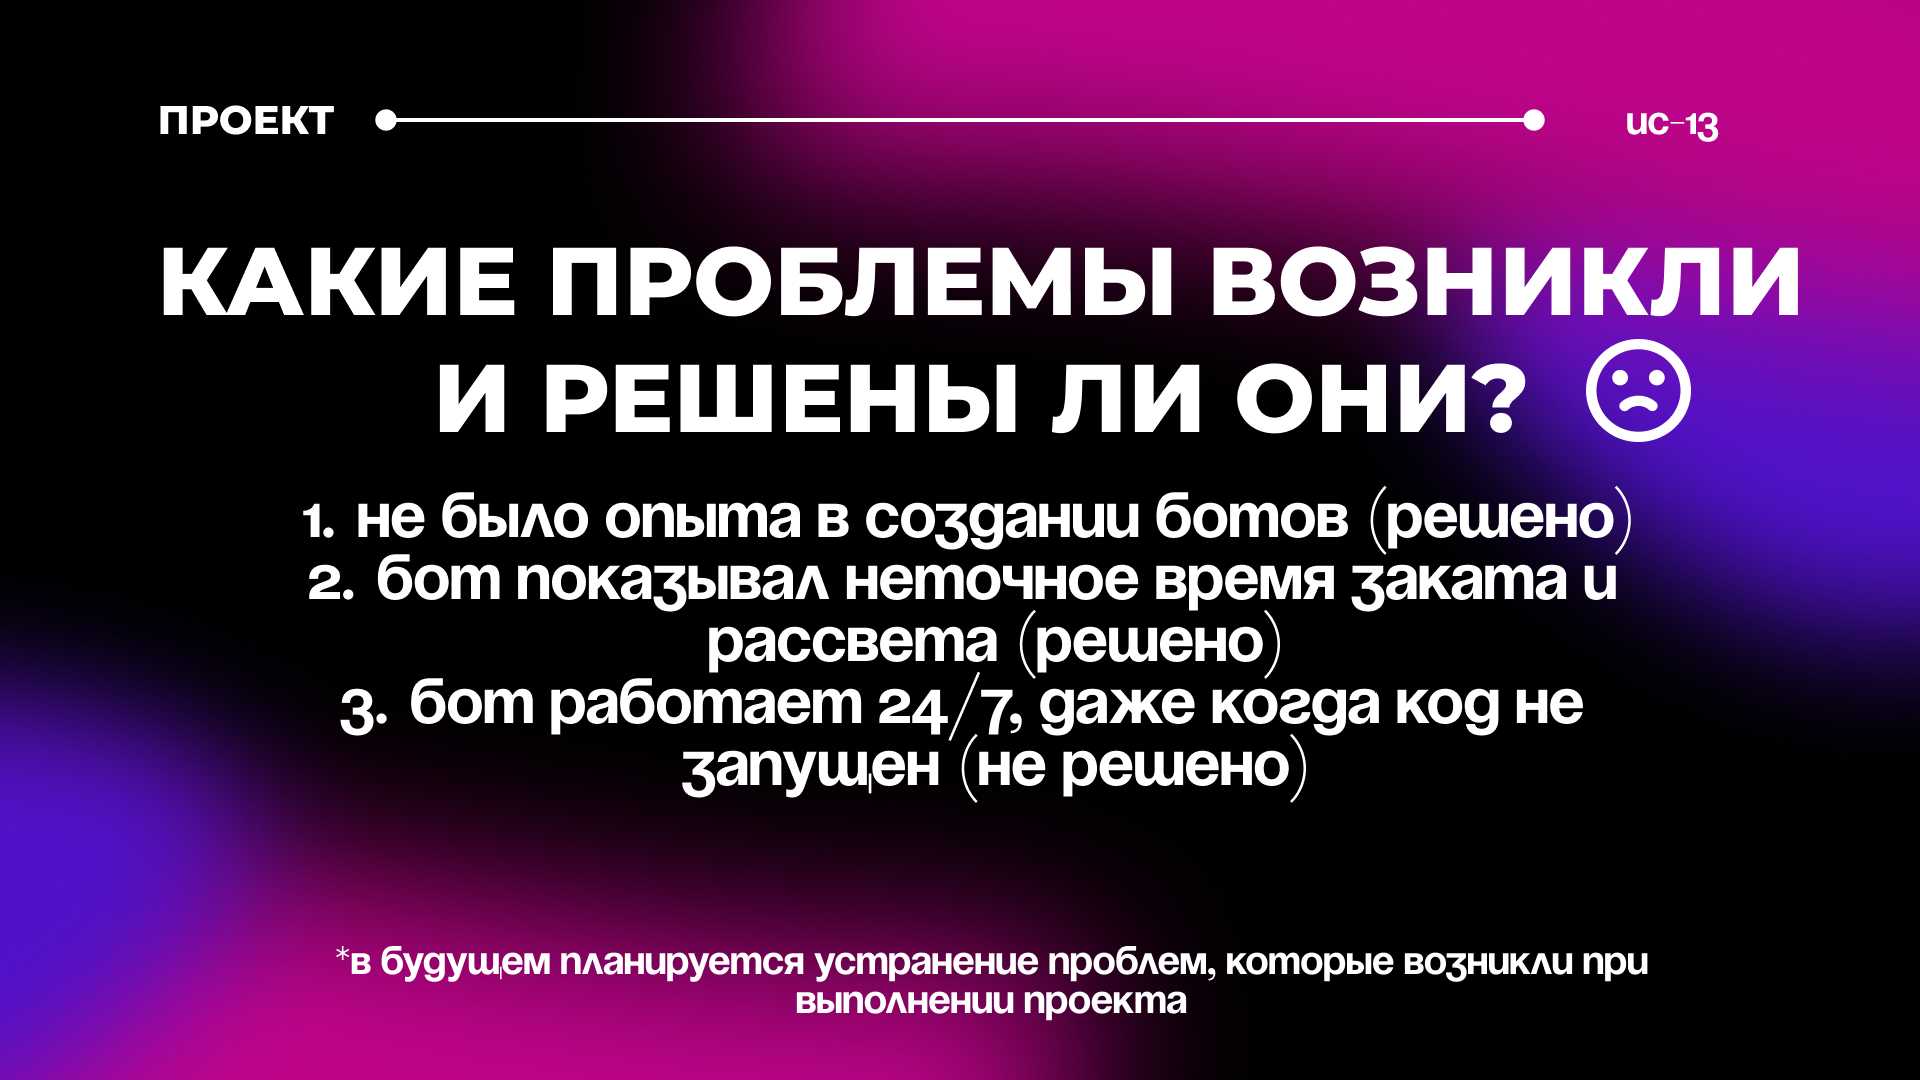 ПРОЕКТ
ис-13
КАКИЕ ПРОБЛЕМЫ ВОЗНИКЛИ
И РЕШЕНЫ ЛИ ОНИ?
1. не было опыта в создании ботов (решено)
2. бот показывал неточное время заката и
рассвета (решено)
3. бот работает 24/7, даже когда код не
запущен (не решено)
*в будущем планируется устранение проблем, которые возникли при
выполнении проекта